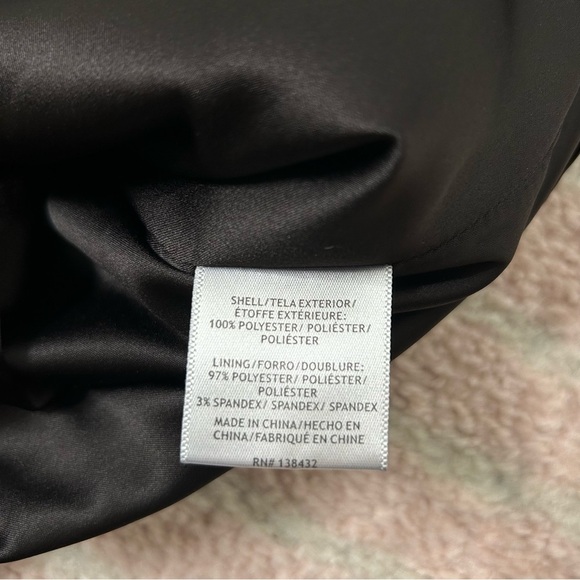 SHELL/TELA EXTERIOR/
ÉTOFFE EXTÉRIEURE:
100% POLYESTER/ POLIÉSTER/
POLIÉSTER
LINING/FORRO/DOUBLURE:
97% POLYESTER/ POLIÉSTER/
POLIÉSTER
3% SPANDEX/ SPANDEX/ SPANDEX
MADE IN CHINA/HECHO EN
CHINA/FABRIQUÉ EN CHINE
RN# 138432